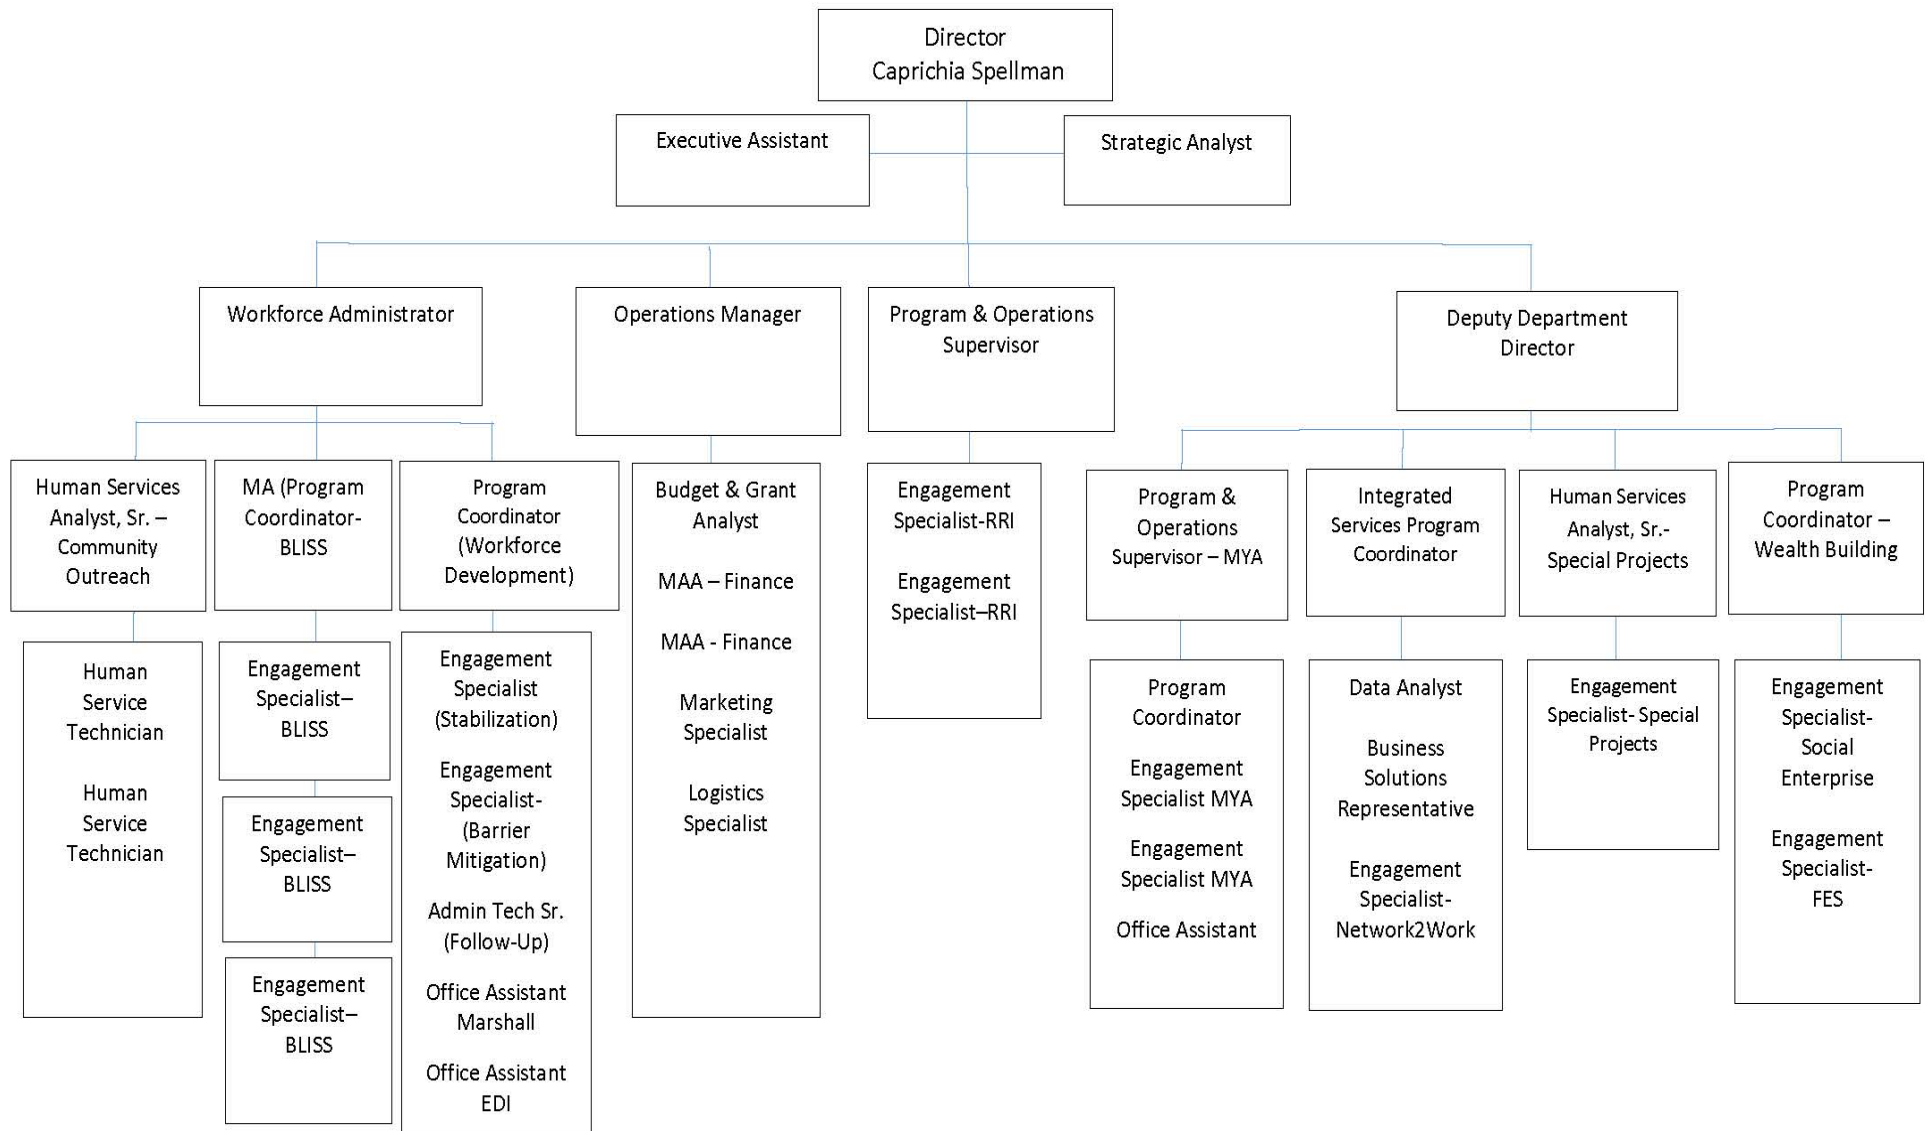 Director
Caprichia Spellman
Executive Assistant
Strategic Analyst
Workforce Administrator
Operations Manager
Program & Operations
Supervisor
Deputy Department
Director
Human Services
Analyst, Sr. –
Community
Outreach
MA (Program
Coordinator-
BLISS
Program
Coordinator
(Workforce
Development)
Budget & Grant
Analyst
MAA – Finance
MAA - Finance
Marketing
Specialist
Logistics
Specialist
Engagement
Specialist-RRI
Engagement
Specialist–RRI
Program &
Operations
Supervisor – MYA
Integrated
Services Program
Coordinator
Human Services
Analyst, Sr.-
Special Projects
Program
Coordinator –
Wealth Building
Human
Service
Technician
Human
Service
Technician
Engagement
Specialist–
BLISS
Engagement
Specialist–
BLISS
Engagement
Specialist–
BLISS
Engagement
Specialist
(Stabilization)
Engagement
Specialist-
(Barrier
Mitigation)
Admin Tech Sr.
(Follow-Up)
Office Assistant
Marshall
Office Assistant
EDI
Program
Coordinator
Engagement
Specialist MYA
Engagement
Specialist MYA
Office Assistant
Data Analyst
Business
Solutions
Representative
Engagement
Specialist-
Network2Work
Engagement
Specialist- Special
Projects
Engagement
Specialist-
Social
Enterprise
Engagement
Specialist-
FES